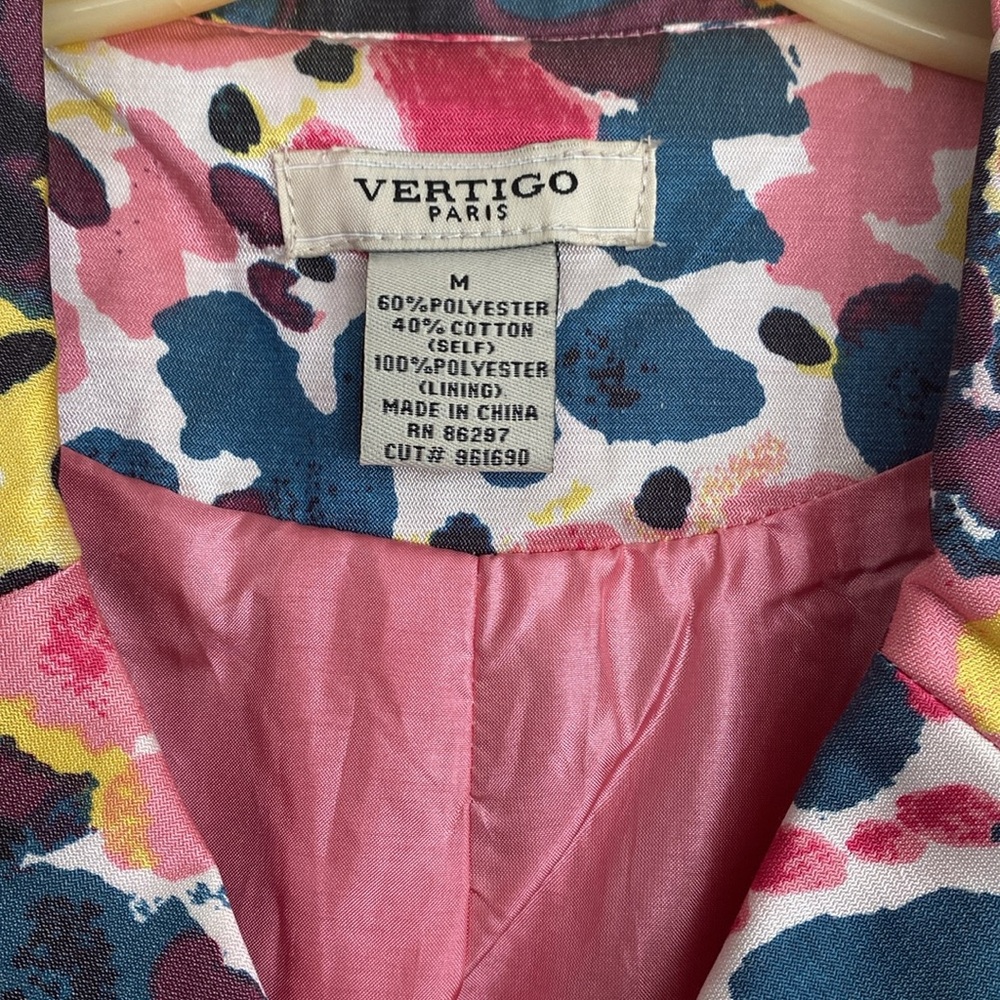 VERTIGO
PARIS
M
60%POLYESTER
40% COTTON
(SELF)
100%POLYESTER
(LINING)
MADE IN CHINA
RN 86297
CUT# 961690